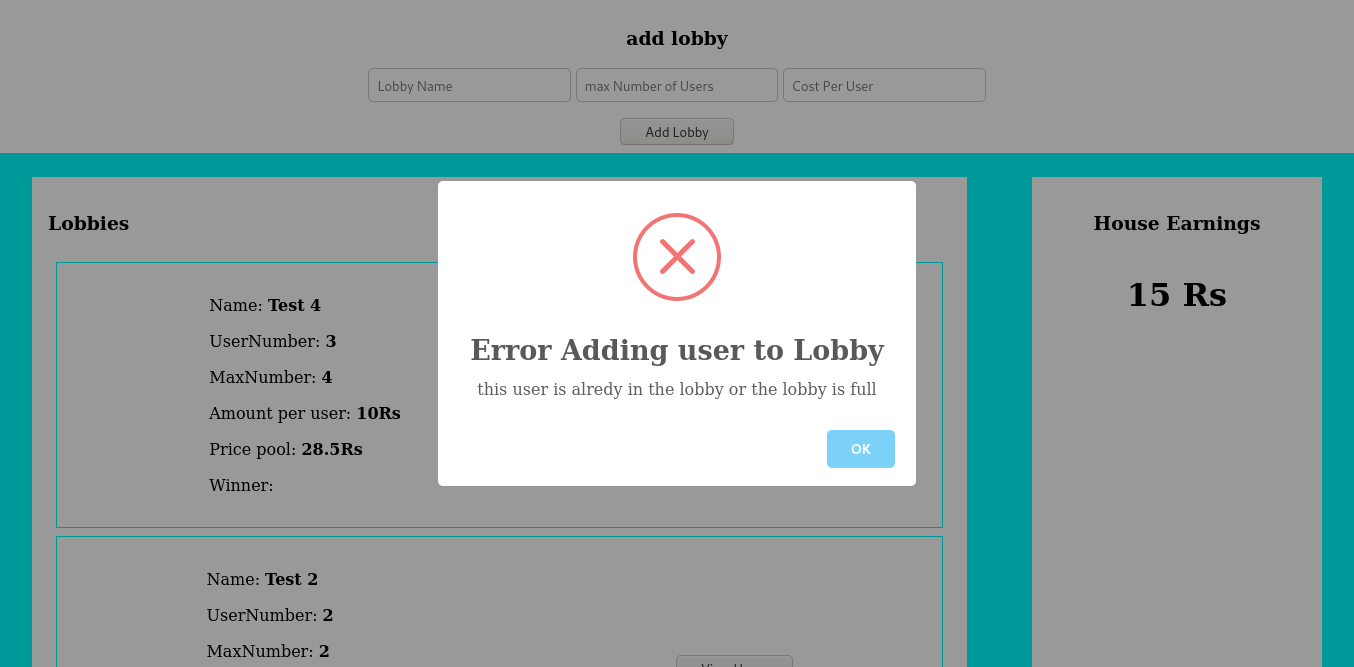 add lobby
Lobby Name
max Number of Users
Cost Per User
Add Lobby
Lobbies
Name: Test 4
UserNumber: 3
MaxNumber: 4
Amount per user: 10Rs
Price pool: 28.5Rs
Winner:
Name: Test 2
UserNumber: 2
MaxNumber: 2
Error Adding user to Lobby
this user is alredy in the lobby or the lobby is full
OK
House Earnings
15 Rs